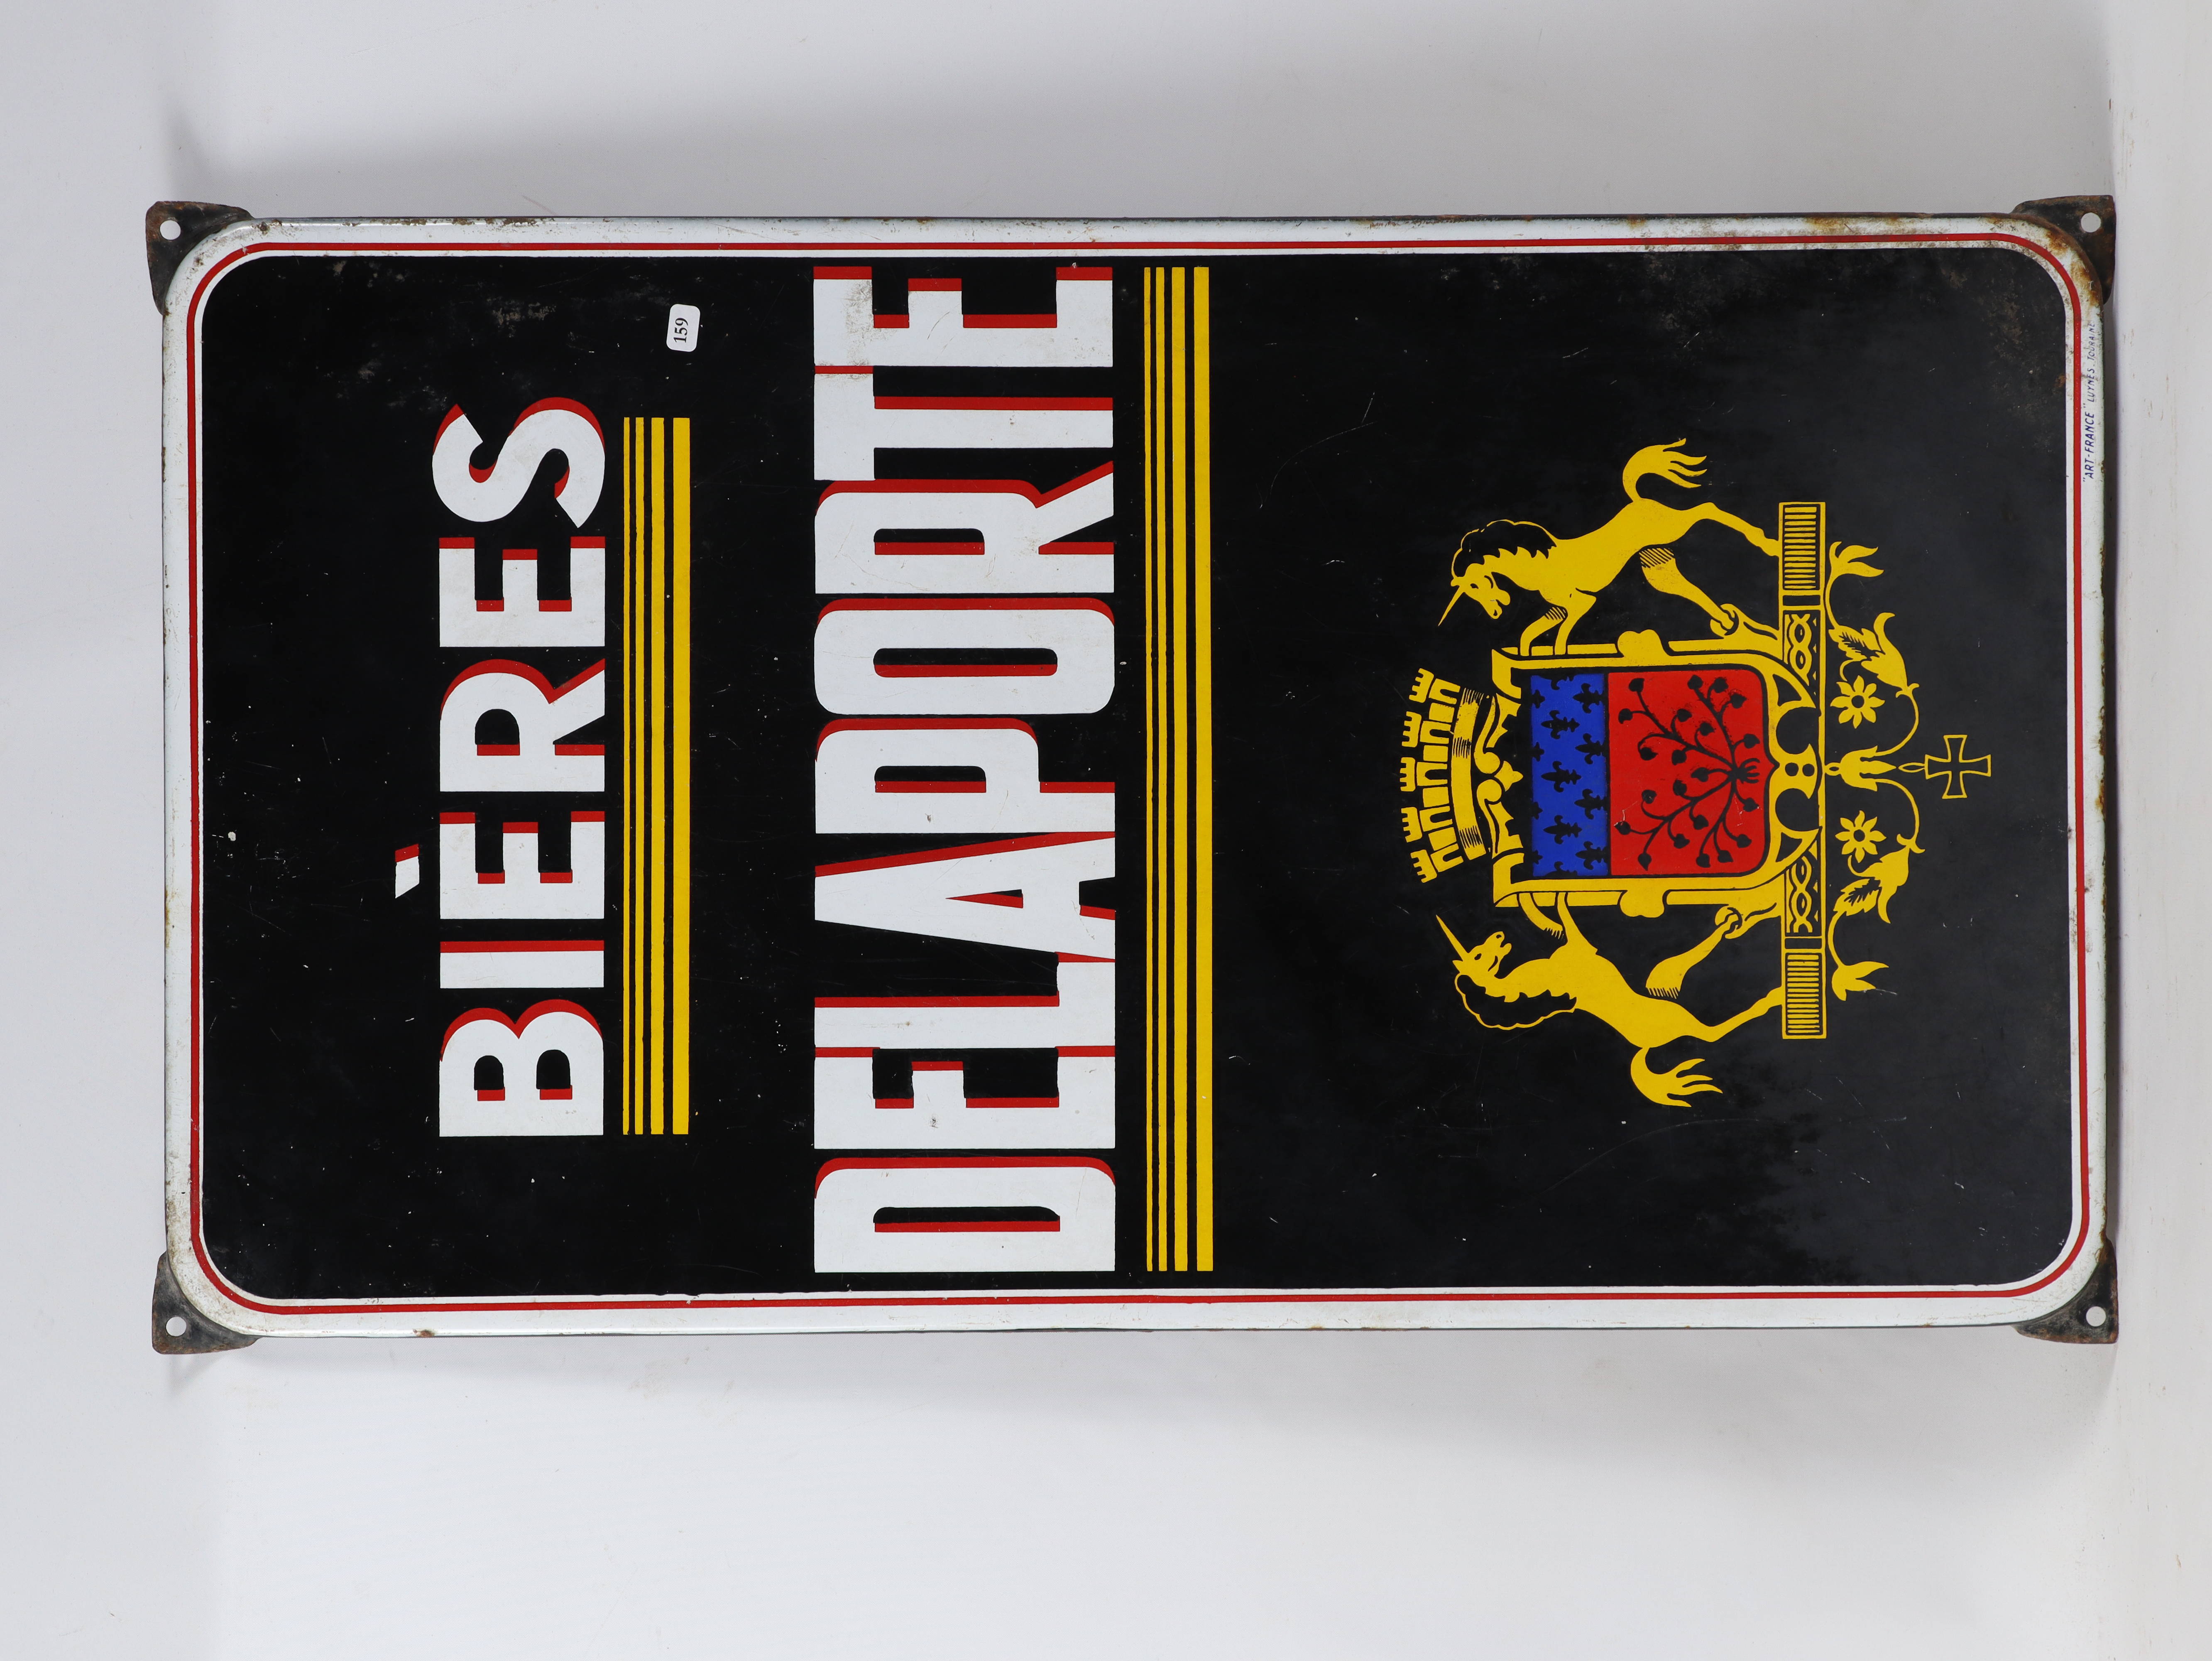 BIÈRES
159
DELAPORTE
"ART-FRANCE" LUYNES. TOURAINE